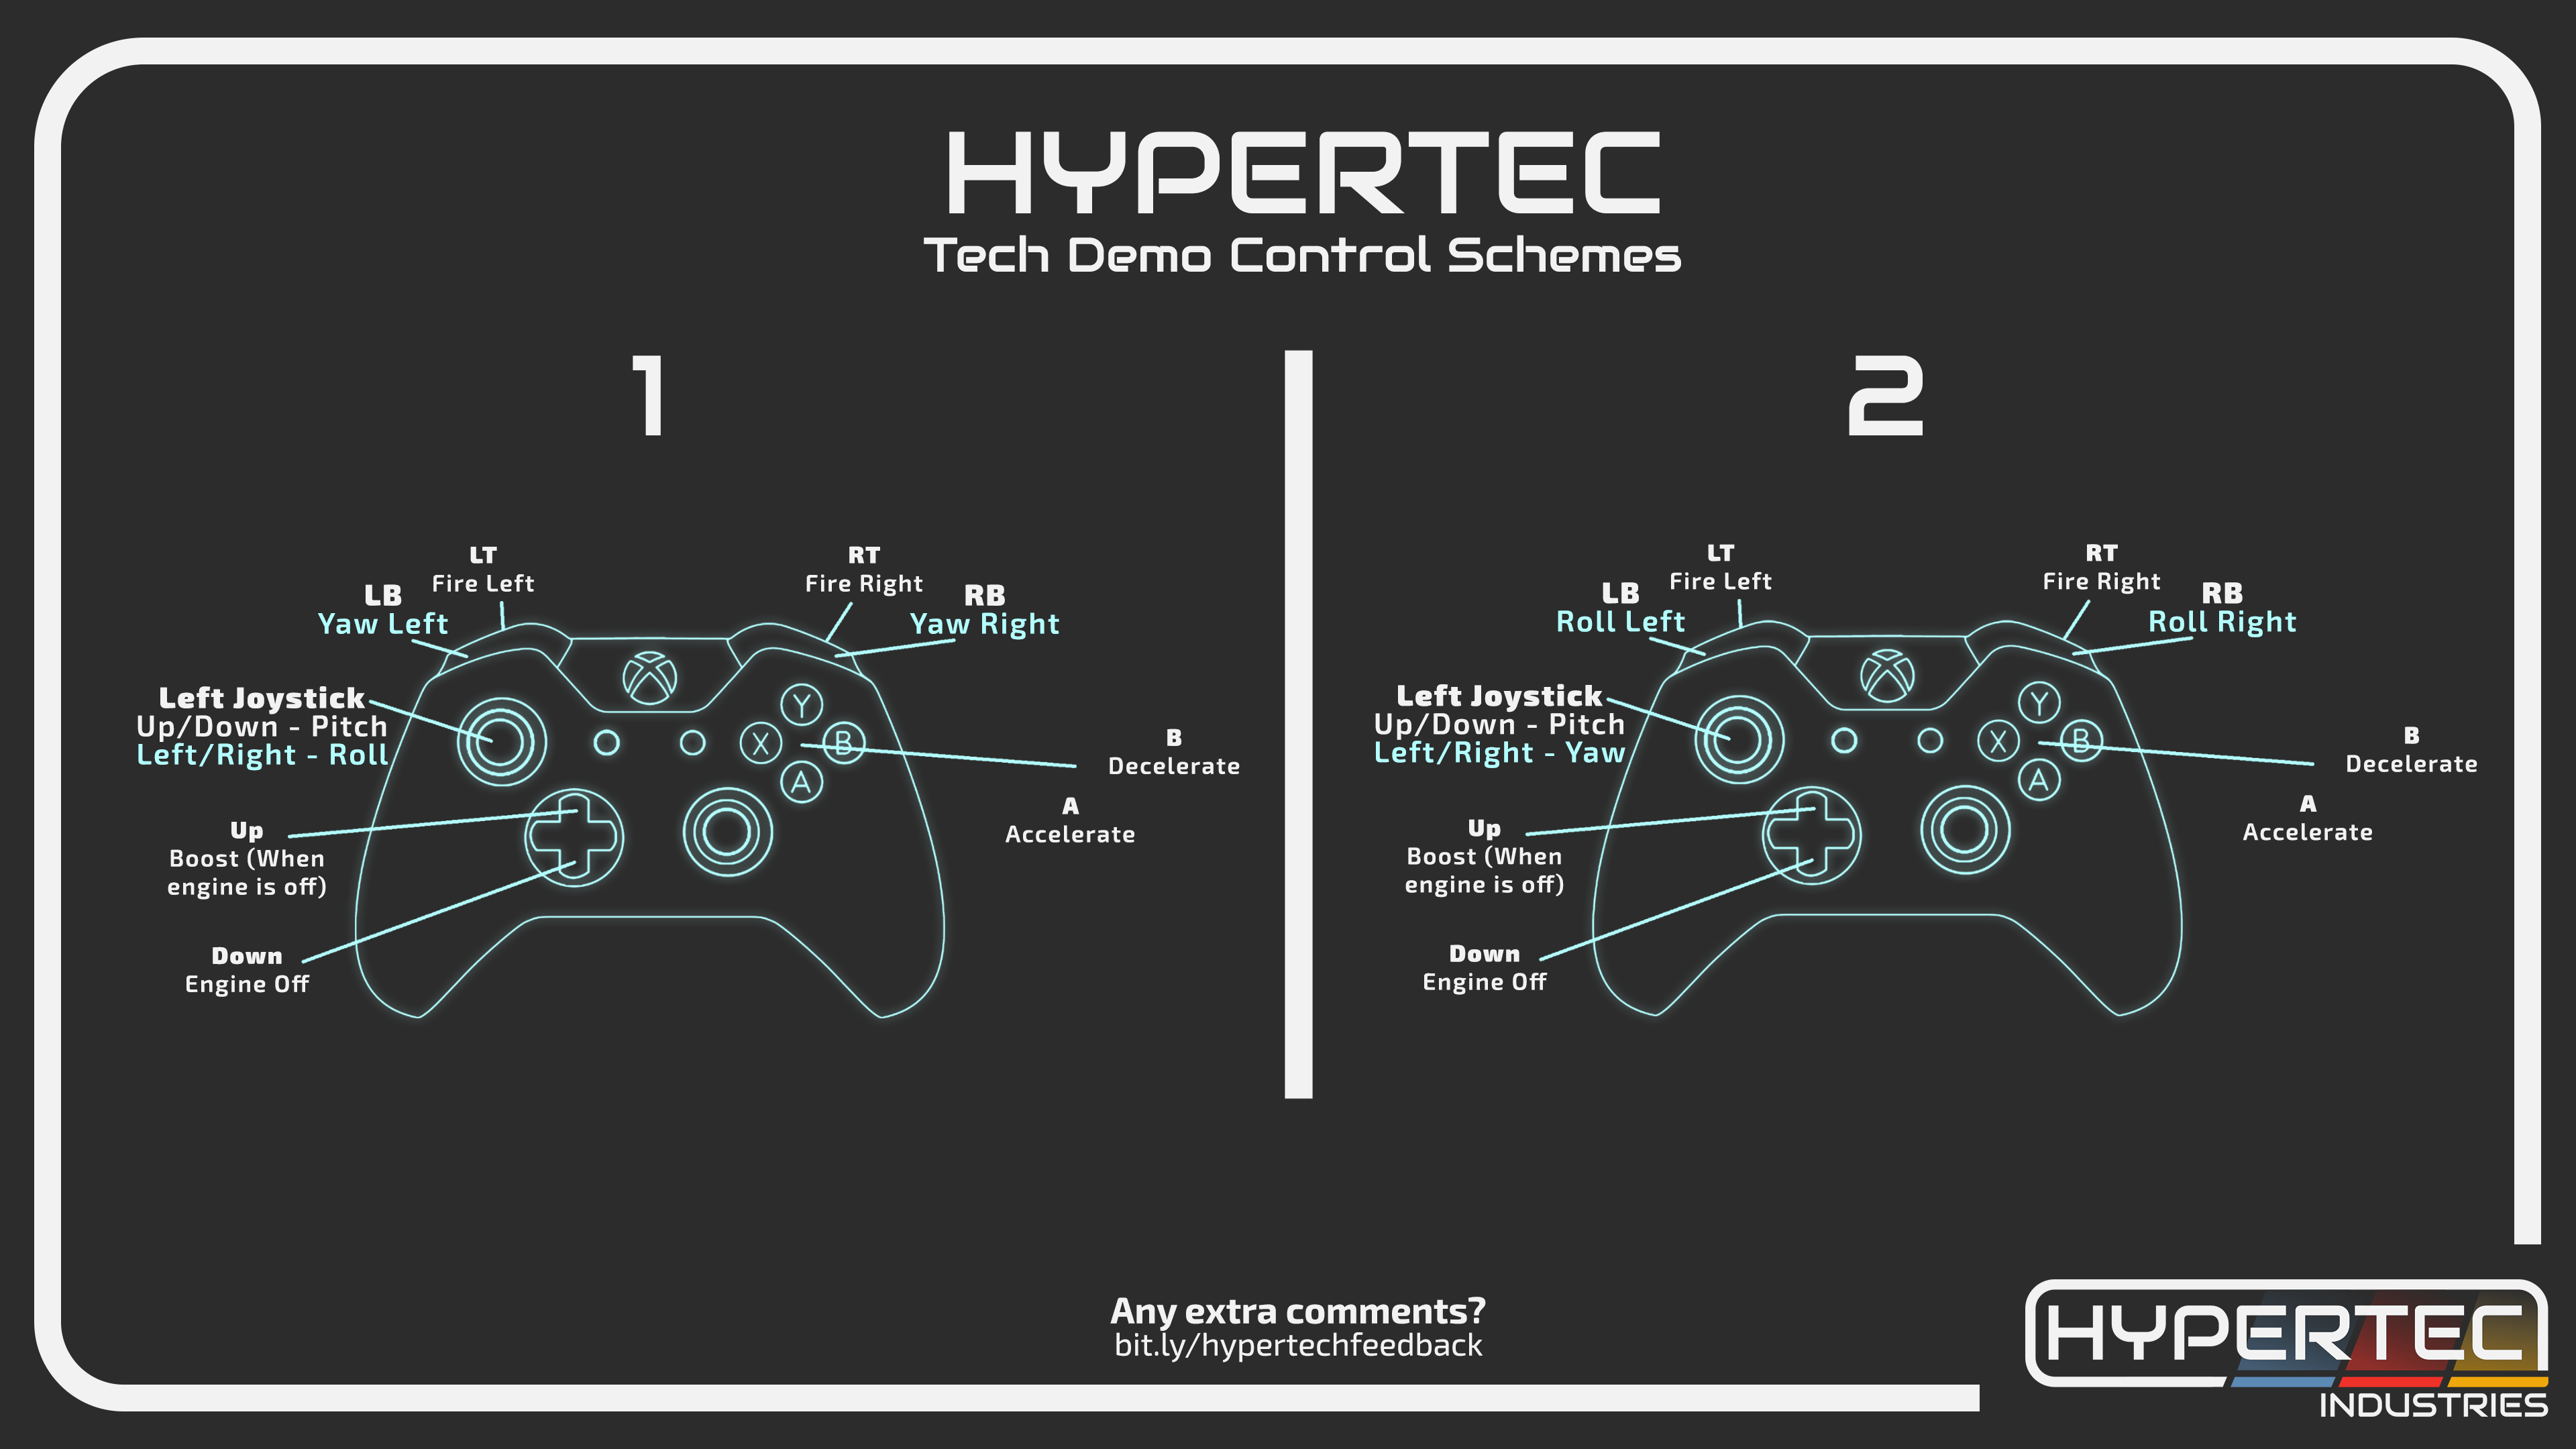 HYPERTEC
Tech Demo Control Schemes
1
LT
Fire Left
RT
Fire Right
LB
Yaw Left
RB
Yaw Right
Left Joystick
Up/Down - Pitch
Left/Right - Roll
Y
X
B
A
B
Decelerate
A
Accelerate
Up
Boost (When
engine is off)
Down
Engine Off
2
LT
Fire Left
RT
Fire Right
LB
Roll Left
RB
Roll Right
Left Joystick
Up/Down - Pitch
Left/Right - Yaw
Y
X
B
A
B
Decelerate
A
Accelerate
Up
Boost (When
engine is off)
Down
Engine Off
Any extra comments?
bit.ly/hypertechfeedback
HYPERTEC
INDUSTRIES